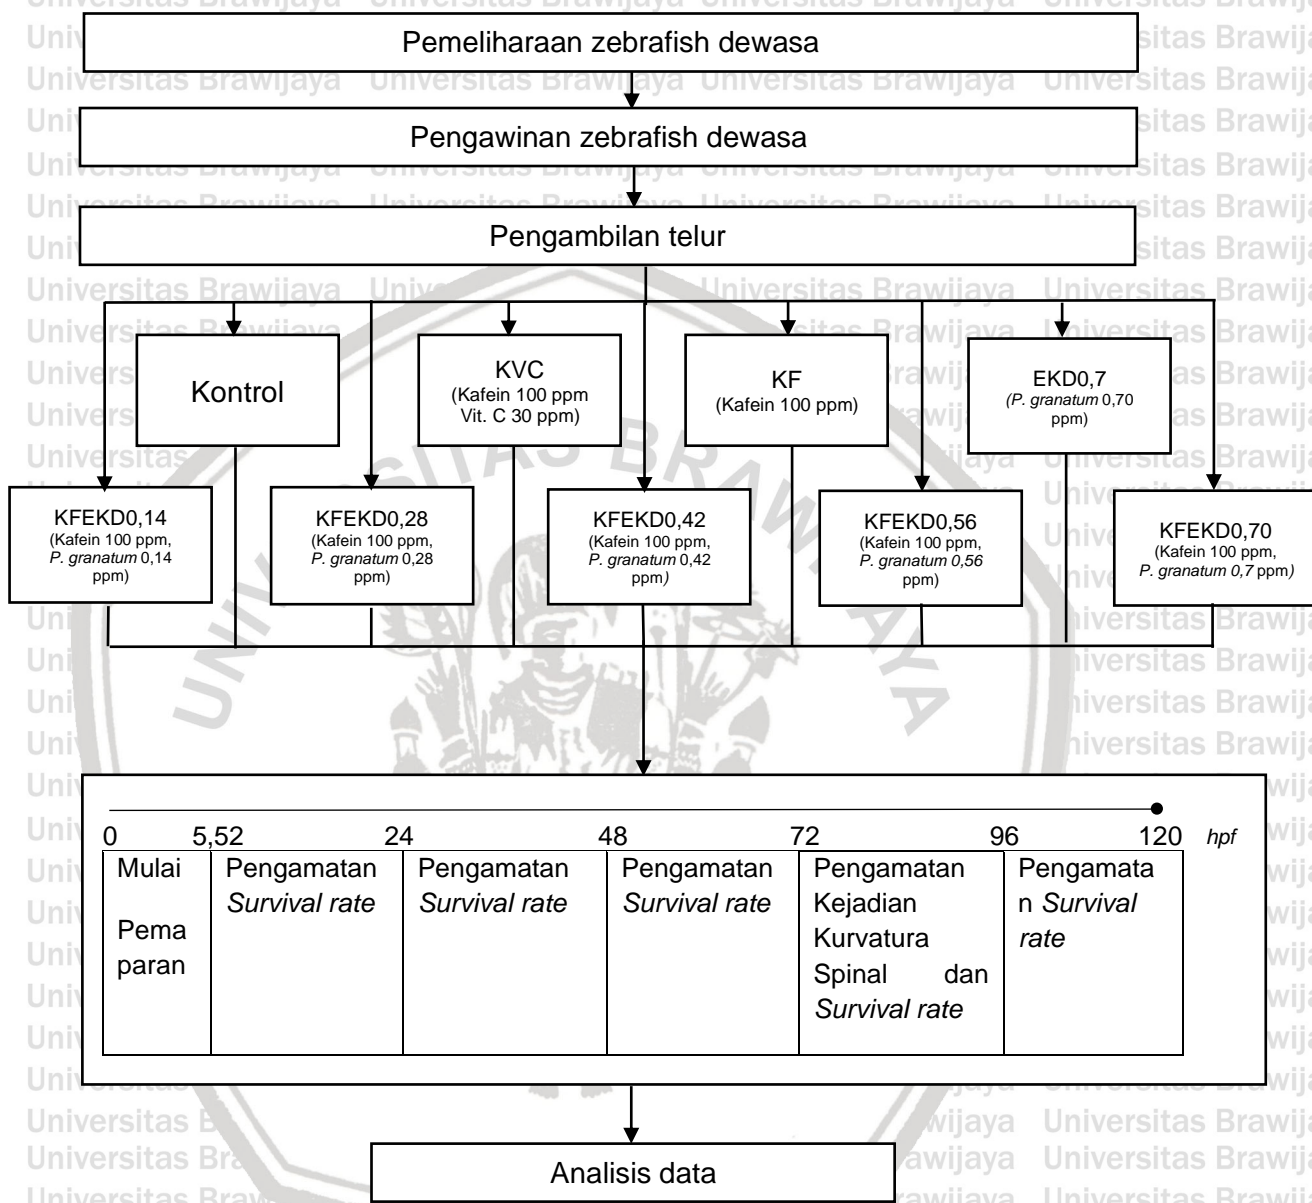 Pemeliharaan zebrafish dewasa
Pengawinan zebrafish dewasa
Pengambilan telur
Kontrol
KVC
(Kafein 100 ppm
Vit. C 30 ppm)
KF
(Kafein 100 ppm)
EKD0,7
(P. granatum 0,70
ppm)
KFEKD0,14
(Kafein 100 ppm,
P. granatum 0,14
ppm)
KFEKD0,28
(Kafein 100 ppm,
P. granatum 0,28
ppm)
KFEKD0,42
(Kafein 100 ppm,
P. granatum 0,42
ppm)
KFEKD0,56
(Kafein 100 ppm,
P. granatum 0,56
ppm)
KFEKD0,70
(Kafein 100 ppm,
P. granatum 0,7 ppm)
UNIVERSITAS BRAWIJAYA
0 5,52 24 48 72 96 120 hpf
Mulai
Pema
paran
Pengamatan
Survival rate
Pengamatan
Survival rate
Pengamatan
Survival rate
Pengamatan
Kejadian
Kurvatura
Spinal dan
Survival rate
Pengamata
n Survival
rate
Analisis data